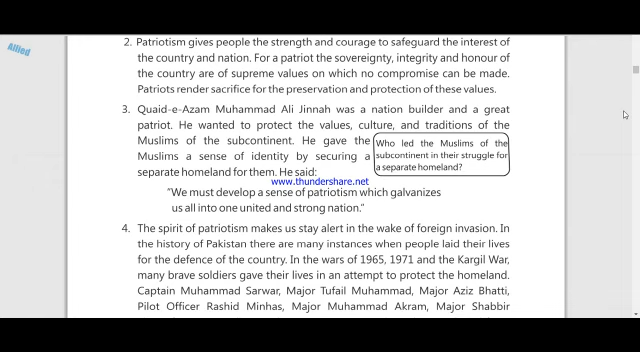 Allied
2. Patriotism gives people the strength and courage to safeguard the interest of
the country and nation. For a patriot the sovereignty, integrity and honour of
the country are of supreme values on which no compromise can be made.
Patriots render sacrifice for the preservation and protection of these values.
3. Quaid-e-Azam Muhammad Ali Jinnah was a nation builder and a great
patriot. He wanted to protect the values, culture, and traditions of the
Muslims of the subcontinent. He gave the
Muslims a sense of identity by securing a
separate homeland for them. He said:
Who led the Muslims of the
subcontinent in their struggle for
a separate homeland?
www.thundershare.net
"We must develop a sense of patriotism which galvanizes
us all into one united and strong nation."
4. The spirit of patriotism makes us stay alert in the wake of foreign invasion. In
the history of Pakistan there are many instances when people laid their lives
for the defence of the country. In the wars of 1965, 1971 and the Kargil War,
many brave soldiers gave their lives in an attempt to protect the homeland.
Captain Muhammad Sarwar, Major Tufail Muhammad, Major Aziz Bhatti,
Pilot Officer Rashid Minhas, Major Muhammad Akram, Major Shabbir